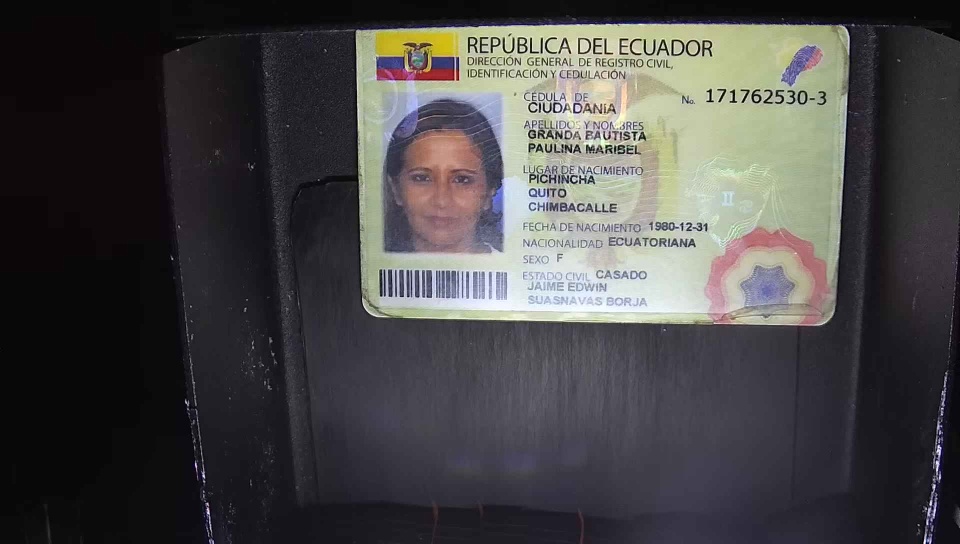 REPÚBLICA DEL ECUADOR
DIRECCIÓN GENERAL DE REGISTRO CIVIL,
IDENTIFICACIÓN Y CEDULACIÓN
CÉDULA DE
CIUDADANÍA
No. 171762530-3
APELLIDOS Y NOMBRES
GRANDA BAUTISTA
PAULINA MARIBEL
LUGAR DE NACIMIENTO
PICHINCHA
QUITO
CHIMBACALLE
FECHA DE NACIMIENTO 1980-12-31
NACIONALIDAD ECUATORIANA
SEXO F
ESTADO CIVIL CASADO
JAIME EDWIN
SUASNAVAS BORJA